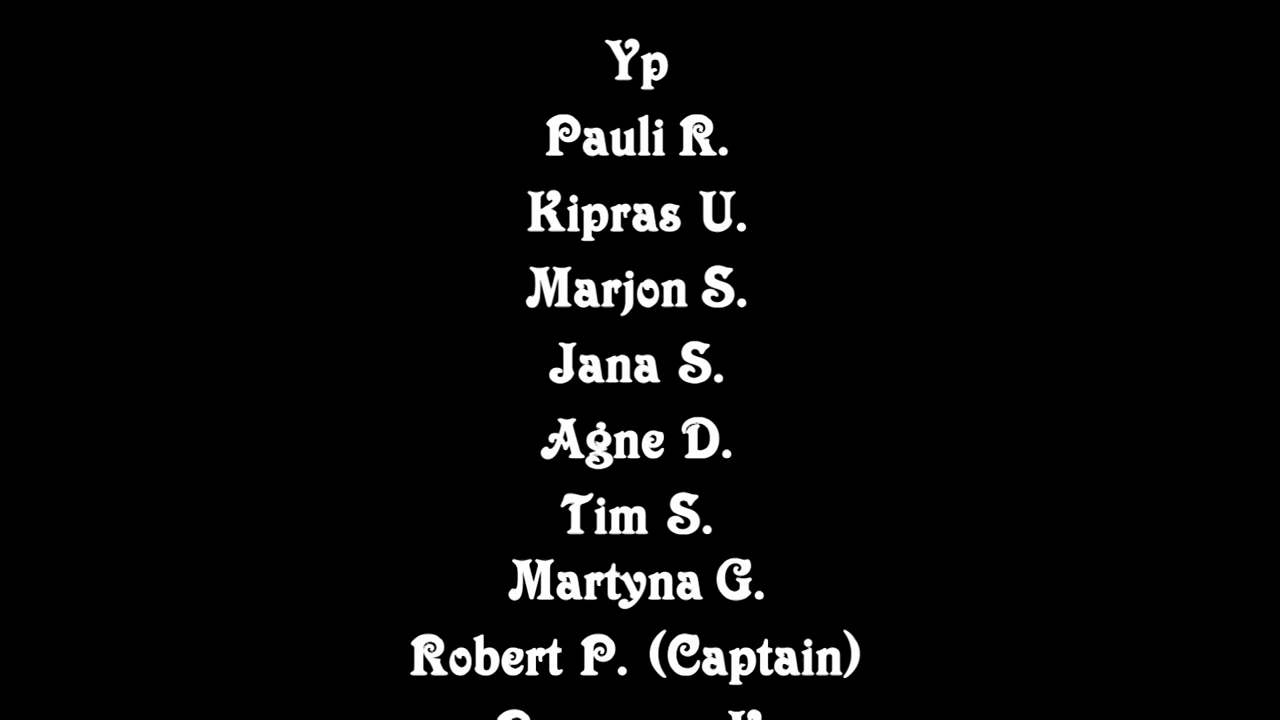 Yp
Pauli R.
Kipras U.
Marjon S.
Jana S.
Agne D.
Tim S.
Martyna G.
Robert P. (Captain)